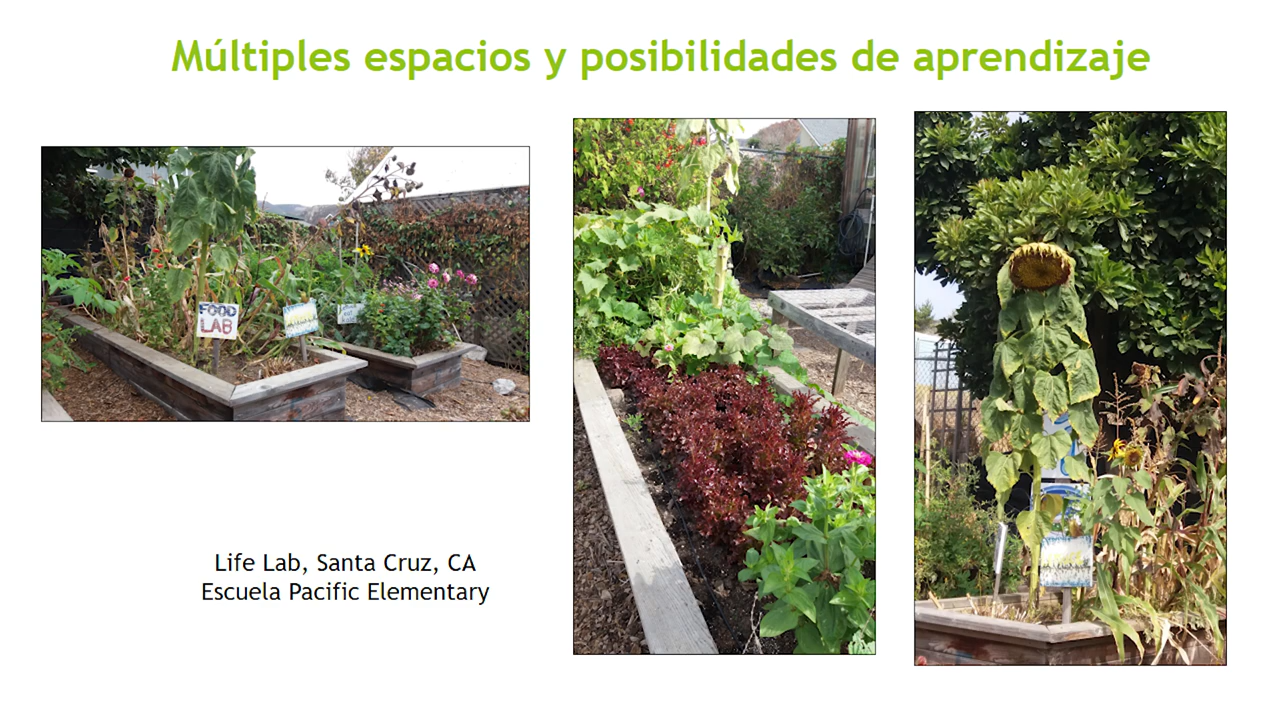 Múltiples espacios y posibilidades de aprendizaje
FOOD
LAB
Life Lab, Santa Cruz, CA
Escuela Pacific Elementary